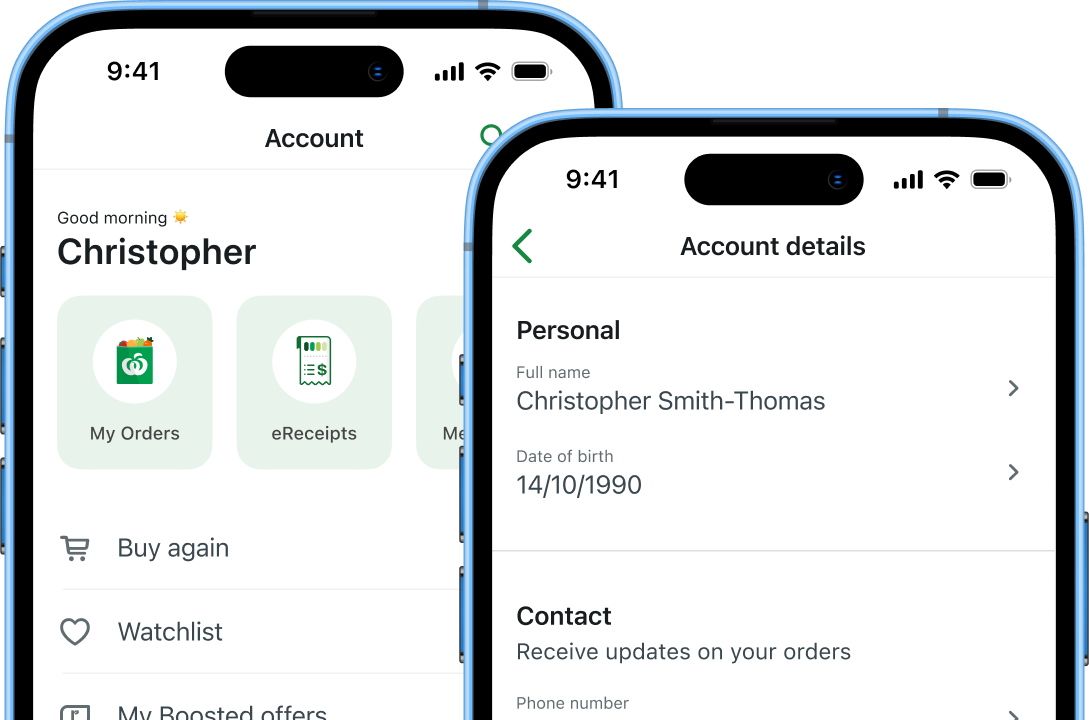 9:41
Account
Good morning
Christopher
My Orders
eReceipts
Me
Buy again
Watchlist
My Boosted offers
9:41
Account details
Personal
Full name
Christopher Smith-Thomas
Date of birth
14/10/1990
Contact
Receive updates on your orders
Phone number